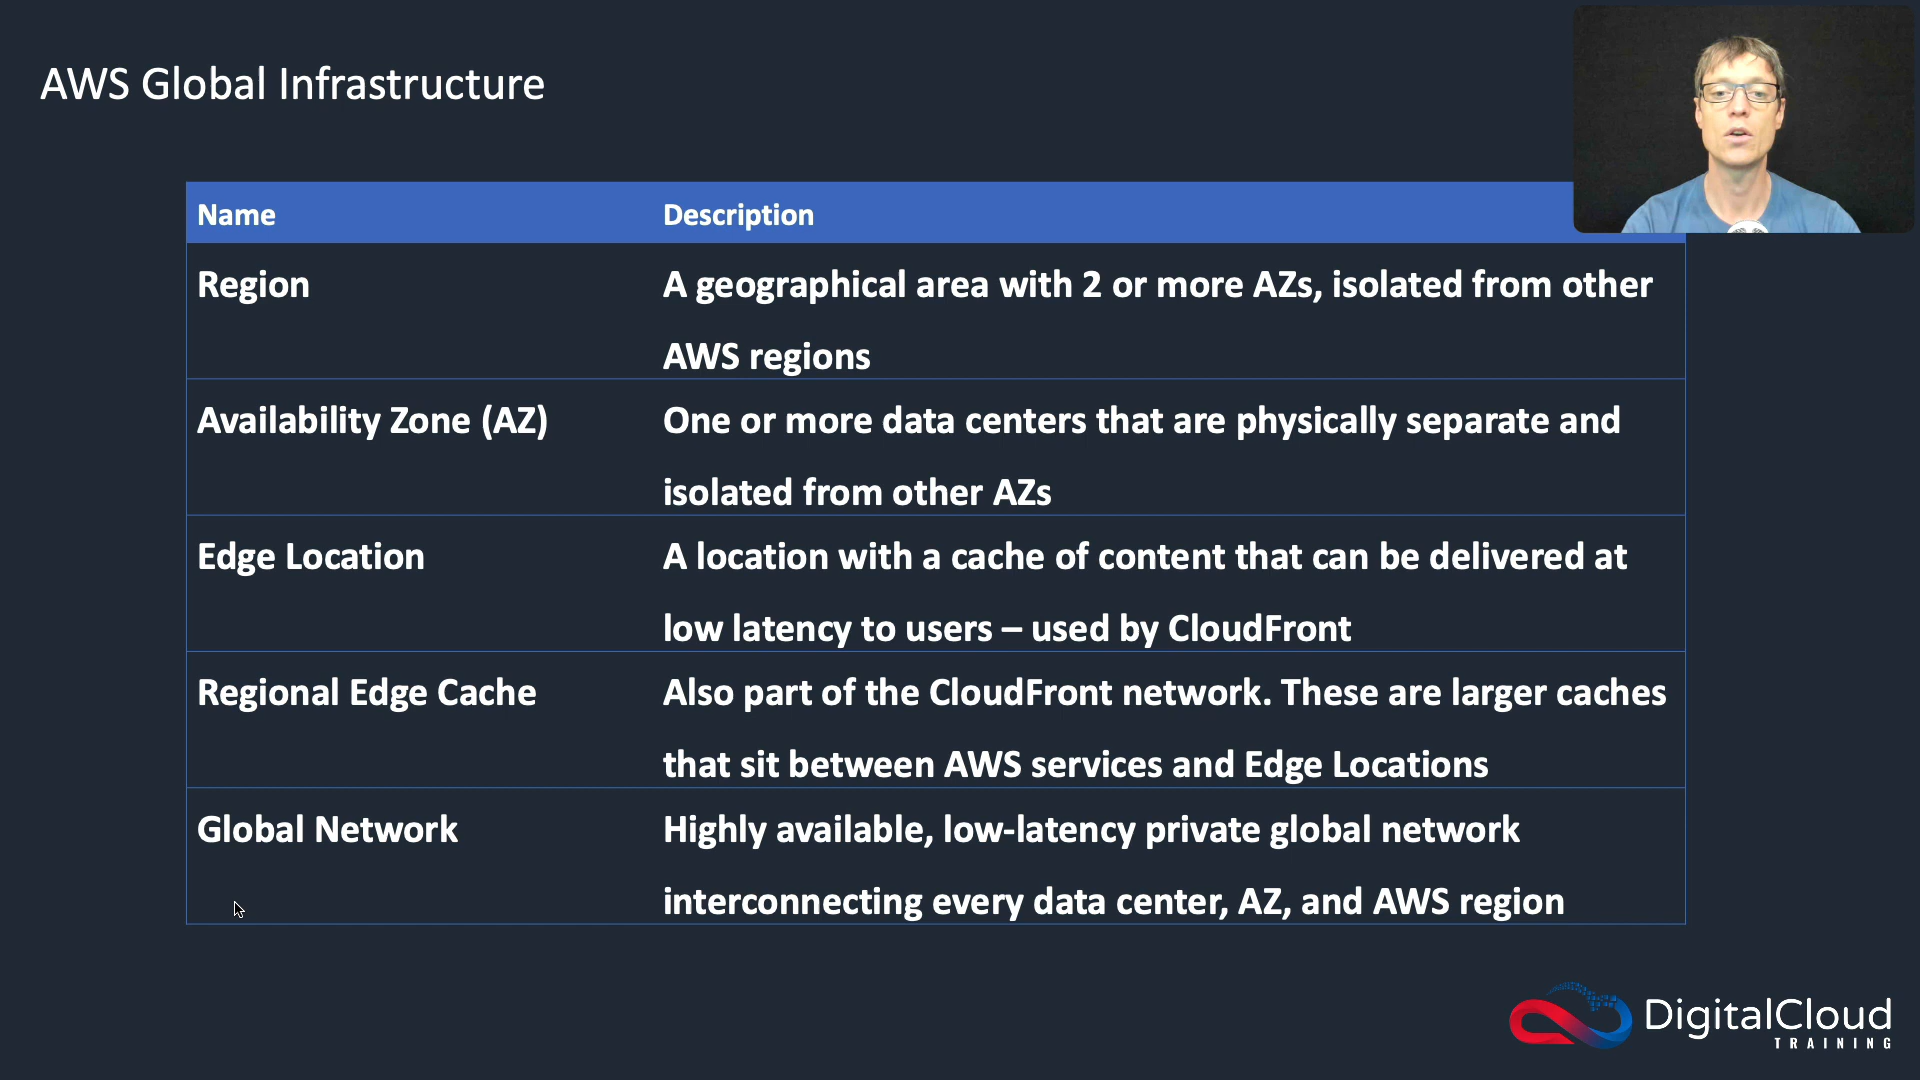 AWS Global Infrastructure
Name Description
Region A geographical area with 2 or more AZs, isolated from other
AWS regions
Availability Zone (AZ) One or more data centers that are physically separate and
isolated from other AZs
Edge Location A location with a cache of content that can be delivered at
low latency to users – used by CloudFront
Regional Edge Cache Also part of the CloudFront network. These are larger caches
that sit between AWS services and Edge Locations
Global Network Highly available, low-latency private global network
interconnecting every data center, AZ, and AWS region
DigitalCloud
TRAINING